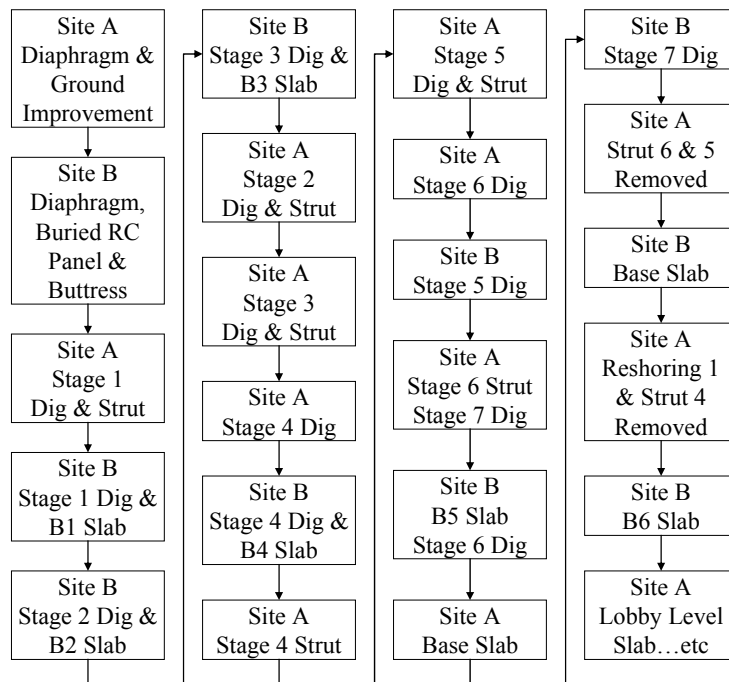 Site A
Diaphragm &
Ground
Improvement
Site B
Diaphragm,
Buried RC
Panel &
Buttress
Site A
Stage 1
Dig & Strut
Site B
Stage 1 Dig &
B1 Slab
Site B
Stage 2 Dig &
B2 Slab
Site B
Stage 3 Dig &
B3 Slab
Site A
Stage 2
Dig & Strut
Site A
Stage 3
Dig & Strut
Site A
Stage 4 Dig
Site B
Stage 4 Dig &
B4 Slab
Site A
Stage 4 Strut
Site A
Stage 5
Dig & Strut
Site A
Stage 6 Dig
Site B
Stage 5 Dig
Site A
Stage 6 Strut
Stage 7 Dig
Site B
B5 Slab
Stage 6 Dig
Site A
Base Slab
Site B
Stage 7 Dig
Site A
Strut 6 & 5
Removed
Site B
Base Slab
Site A
Reshoring 1
& Strut 4
Removed
Site B
B6 Slab
Site A
Lobby Level
Slab…etc